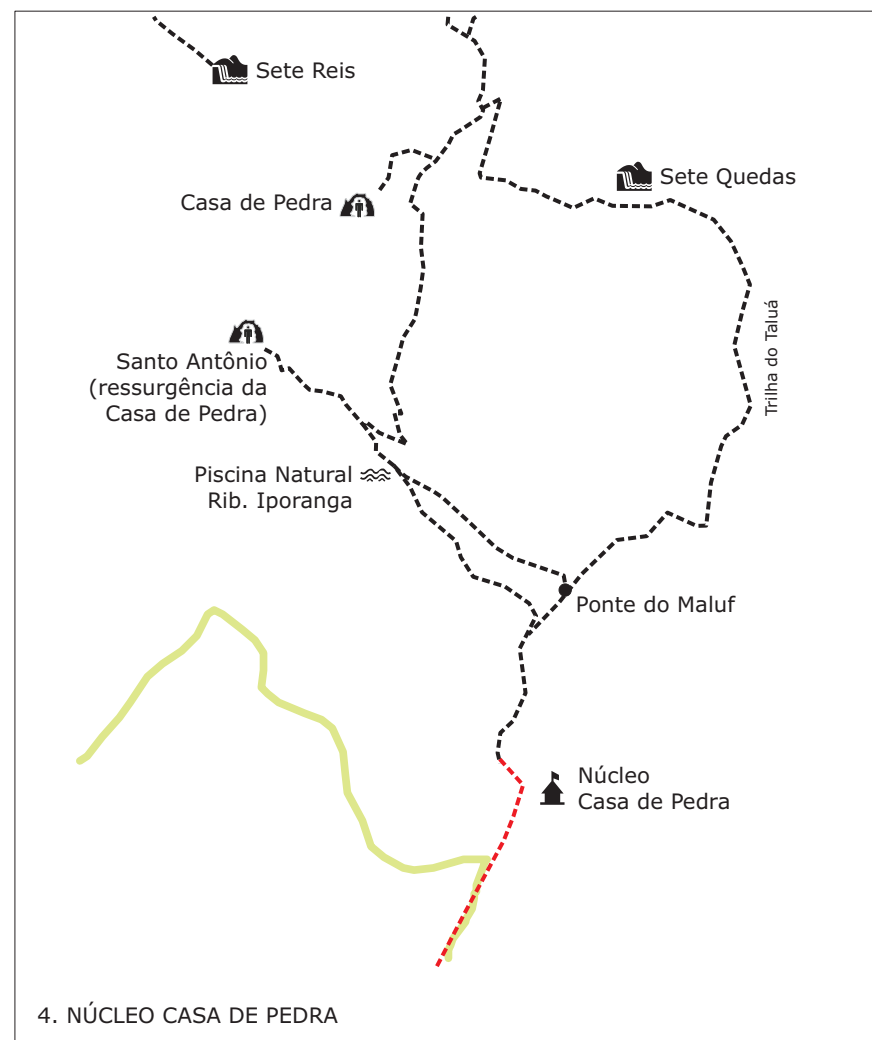 Sete Reis
Sete Quedas
Casa de Pedra
Trilha do Taluá
Santo Antônio
(ressurgência da
Casa de Pedra)
Piscina Natural
Rib. Iporanga
Ponte do Maluf
Núcleo
Casa de Pedra
4. NÚCLEO CASA DE PEDRA